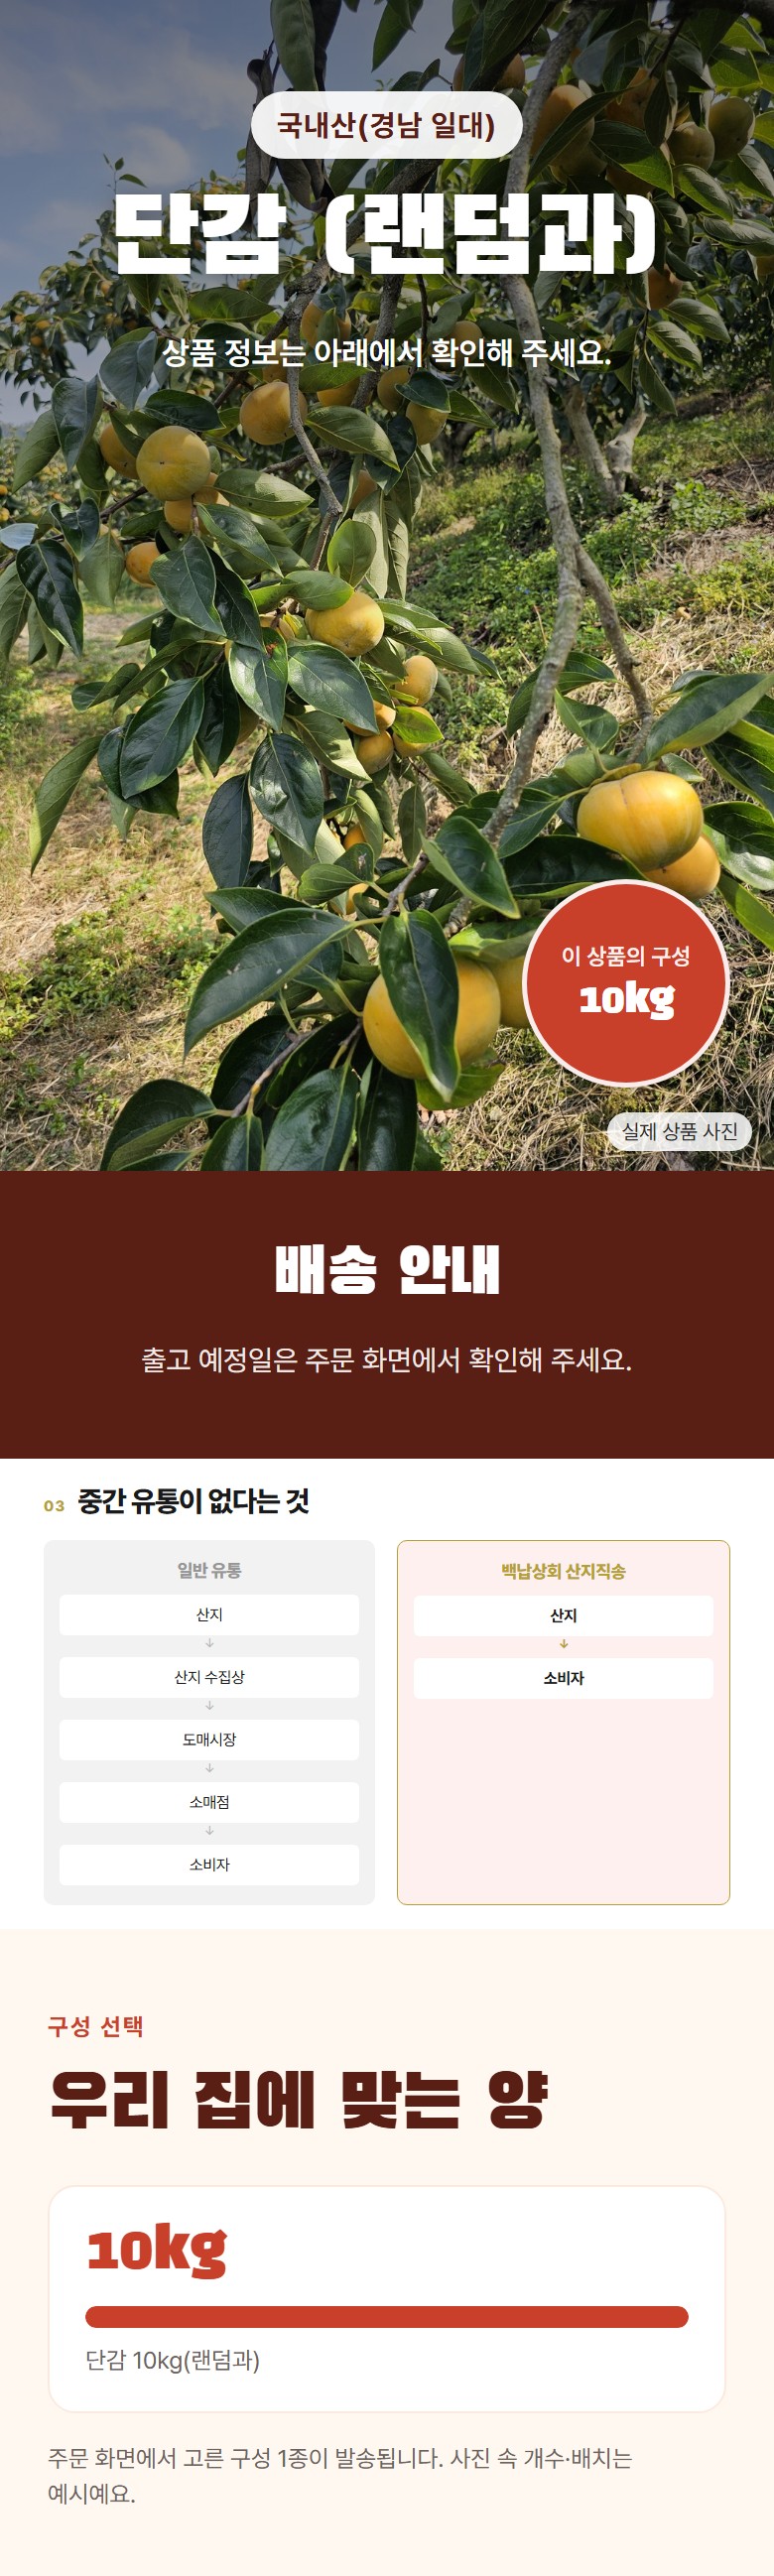 국내산(경남 일대)
단감 (랜덤과)
상품 정보는 아래에서 확인해 주세요.
이 상품의 구성
10kg
실제 상품 사진
배송 안내
출고 예정일은 주문 화면에서 확인해 주세요.
03 중간 유통이 없다는 것
일반 유통
산지
↓
산지 수집상
↓
도매시장
↓
소매점
↓
소비자
백납상회 산지직송
산지
↓
소비자
구성 선택
우리 집에 맞는 양
10kg
단감 10kg(랜덤과)
주문 화면에서 고른 구성 1종이 발송됩니다. 사진 속 개수·배치는
예시예요.